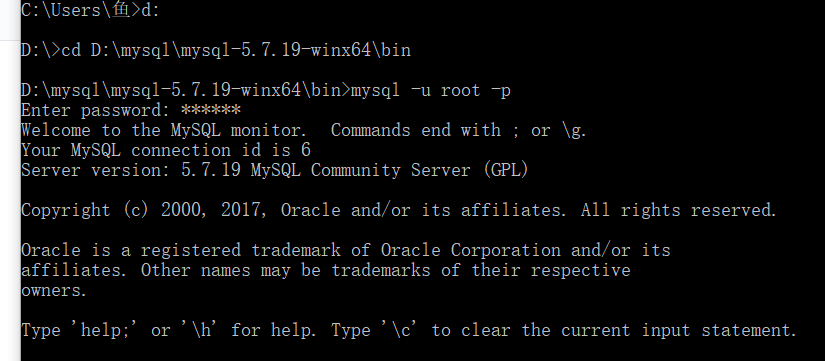 C:\Users\鱼>d:
D:\>cd D:\mysql\mysql-5.7.19-winx64\bin
D:\mysql\mysql-5.7.19-winx64\bin>mysql -u root -p
Enter password: ******
Welcome to the MySQL monitor.  Commands end with ; or \g.
Your MySQL connection id is 6
Server version: 5.7.19 MySQL Community Server (GPL)
Copyright (c) 2000, 2017, Oracle and/or its affiliates. All rights reserved.
Oracle is a registered trademark of Oracle Corporation and/or its
affiliates. Other names may be trademarks of their respective
owners.
Type 'help;' or '\h' for help. Type '\c' to clear the current input statement.